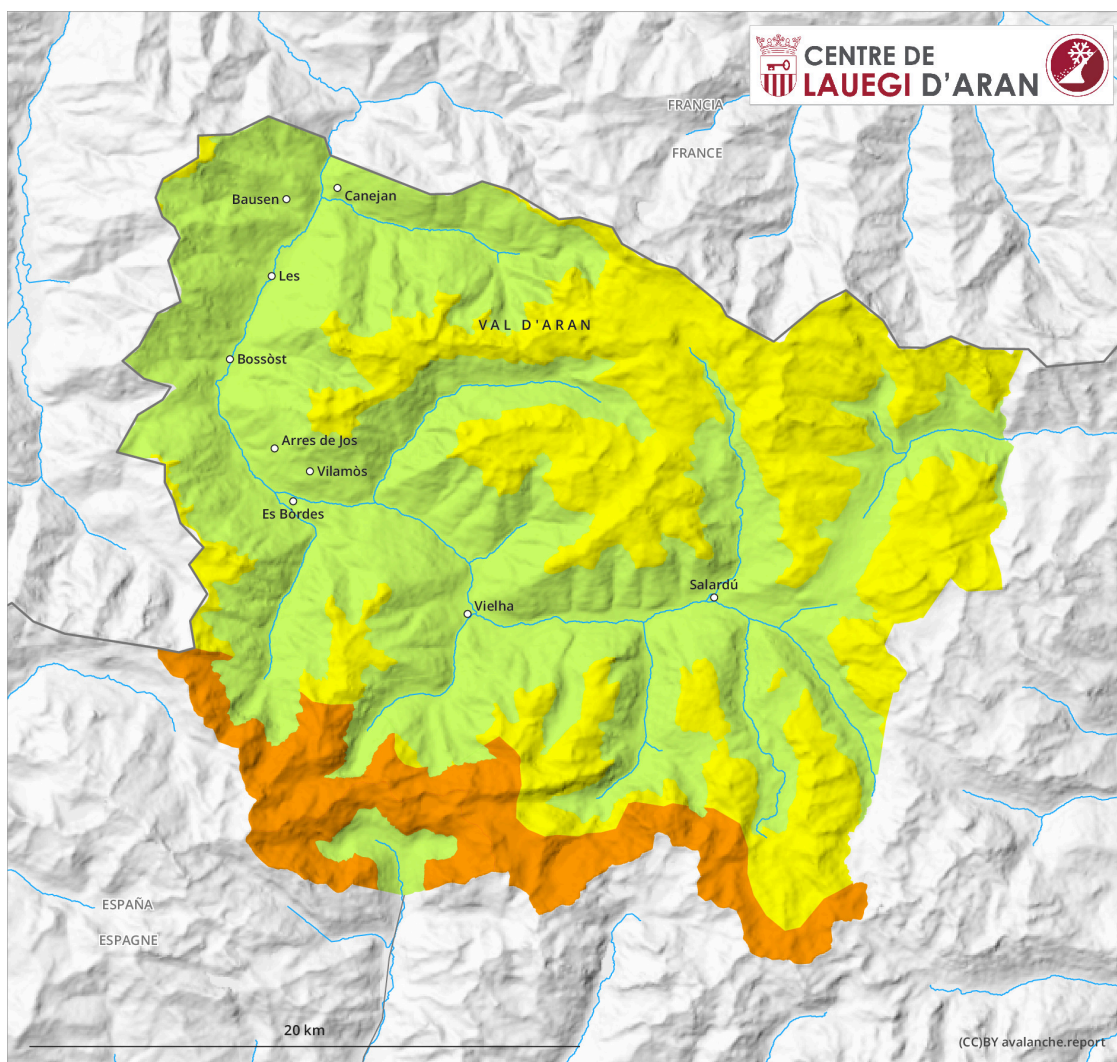 CENTRE DE
LAUEGI D'ARAN
FRANCIA
FRANCE
Bausen
Canejan
Les
VAL D'ARAN
Bossòst
Arres de Jos
Vilamòs
Es Bòrdes
Salardú
Vielha
ESPAÑA
ESPAGNE
20 km
(CC)BY avalanche.report